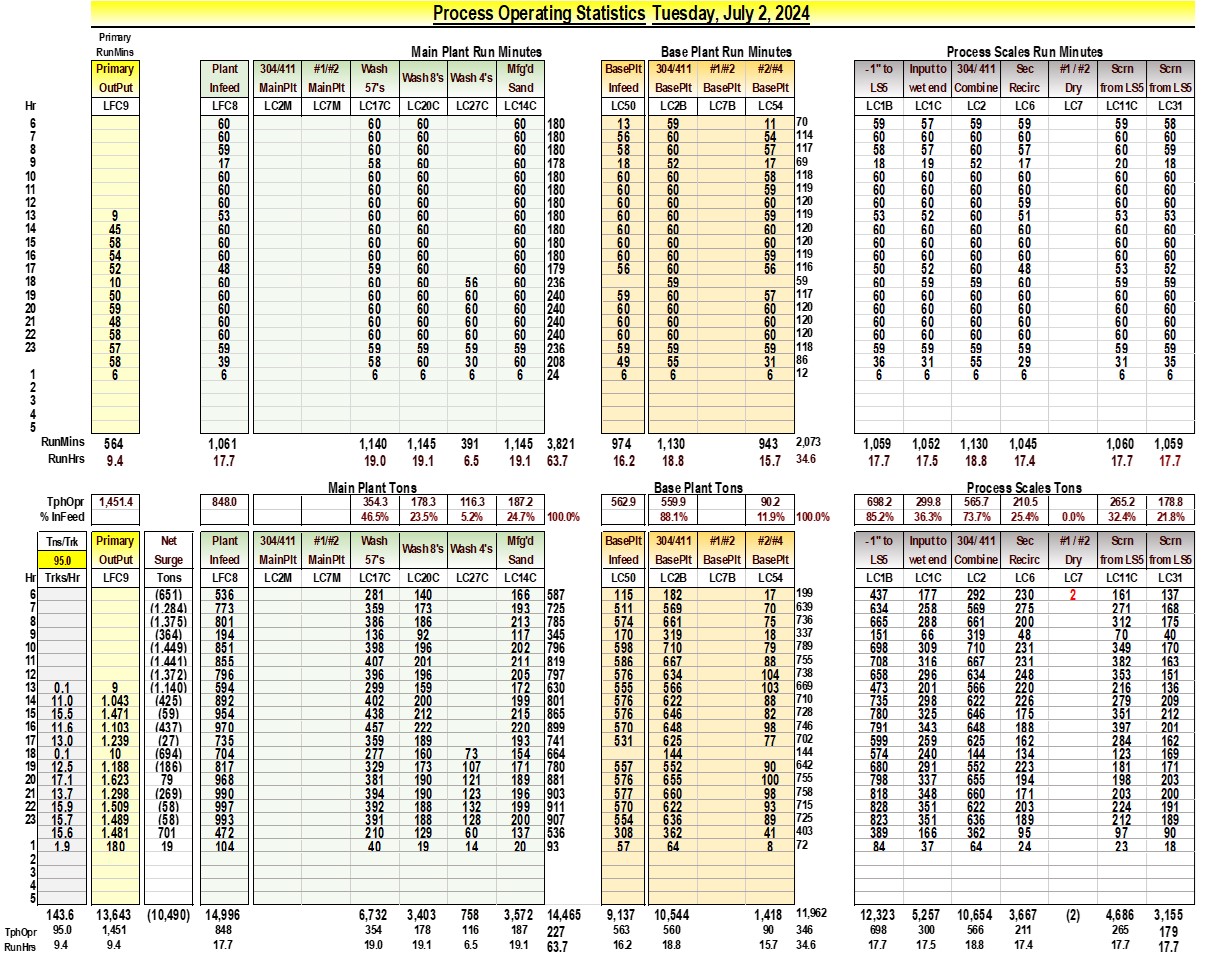 Process Operating Statistics Tuesday, July 2, 2024
Primary
RunMins Main Plant Run Minutes Base Plant Run Minutes Process Scales Run Minutes
Primary Plant 304/411 #1/#2 Wash Wash 8's Wash 4's Mfg'd BasePlt 304/411 #1/#2 #2/#4 -1" to Input to 304/ 411 Sec #1 / #2 Scrn Scrn
OutPut Infeed MainPlt MainPlt 57's Sand Infeed BasePlt BasePlt BasePlt LS5 wet end Combine Recirc Dry from LS5 from LS5
Hr LFC9 LFC8 LC2M LC7M LC17C LC20C LC27C LC14C LC50 LC2B LC7B LC54 LC1B LC1C LC2 LC6 LC7 LC11C LC31
6 60 60 60 60 180 13 59 11 70 59 57 59 59 59 58
7 60 60 60 60 180 56 60 54 114 60 60 60 60 60 60
8 59 60 60 60 180 58 60 57 117 58 57 60 57 60 59
9 17 58 60 60 178 18 52 17 69 18 19 52 17 20 18
10 60 60 60 60 180 60 60 58 118 60 60 60 60 60 60
11 60 60 60 60 180 60 60 59 119 60 60 60 60 60 60
12 60 60 60 60 180 60 60 60 120 60 60 60 59 60 60
13 9 53 60 60 60 180 60 60 59 119 53 52 60 51 53 53
14 45 60 60 60 60 180 60 60 60 120 60 60 60 60 60 60
15 58 60 60 60 60 180 60 60 60 120 60 60 60 60 60 60
16 54 60 60 60 60 180 60 60 59 119 60 60 60 60 60 60
17 52 48 59 60 60 179 56 60 56 116 50 52 60 48 53 52
18 10 60 60 60 56 60 236 59 59 60 59 59 60 59 59
19 50 60 60 60 60 60 240 59 60 57 117 60 60 60 60 60 60
20 59 60 60 60 60 60 240 60 60 60 120 60 60 60 60 60 60
21 48 60 60 60 60 60 240 60 60 60 120 60 60 60 60 60 60
22 58 60 60 60 60 60 240 60 60 60 120 60 60 60 60 60 60
23 57 59 59 59 59 59 236 59 59 59 118 59 59 59 59 59 59
58 39 58 60 30 60 208 49 55 31 86 36 31 55 29 31 35
1 6 6 6 6 6 6 24 6 6 6 12 6 6 6 6 6 6
2
3
4
5
RunMins 564 1,061 1,140 1,145 391 1,145 3,821 974 1,130 943 2,073 1,059 1,052 1,130 1,045 1,060 1,059
RunHrs 9.4 17.7 19.0 19.1 6.5 19.1 63.7 16.2 18.8 15.7 34.6 17.7 17.5 18.8 17.4 17.7 17.7
Main Plant Tons Base Plant Tons Process Scales Tons
TphOpr 1,451.4 848.0 354.3 178.3 116.3 187.2 562.9 559.9 90.2 698.2 299.8 565.7 210.5 265.2 178.8
% InFeed 46.5% 23.5% 5.2% 24.7% 100.0% 88.1% 11.9% 100.0% 85.2% 36.3% 73.7% 25.4% 0.0% 32.4% 21.8%
Tns/Trk Primary Net Plant 304/411 #1/#2 Wash Wash 8's Wash 4's Mfg'd BasePlt 304/411 #1/#2 #2/#4 -1" to Input to 304/ 411 Sec #1 / #2 Scrn Scrn
95.0 OutPut Surge Infeed MainPlt MainPlt 57's Sand Infeed BasePlt BasePlt BasePlt LS5 wet end Combine Recirc Dry from LS5 from LS5
Hr Trks/Hr LFC9 Tons LFC8 LC2M LC7M LC17C LC20C LC27C LC14C LC50 LC2B LC7B LC54 LC1B LC1C LC2 LC6 LC7 LC11C LC31
6 (651) 536 281 140 166 587 115 182 17 199 437 177 292 230 2 161 137
7 (1.284) 773 359 173 193 725 511 569 70 639 634 258 569 275 271 168
8 (1.375) 801 386 186 213 785 574 661 75 736 665 288 661 200 312 175
9 (364) 194 136 92 117 345 170 319 18 337 151 66 319 48 70 40
10 (1.449) 851 398 196 202 796 598 710 79 789 698 309 710 231 349 170
11 (1.441) 855 407 201 211 819 586 667 88 755 708 316 667 231 382 163
12 (1.372) 796 396 196 205 797 576 634 104 738 658 296 634 248 353 151
13 0.1 9 (1.140) 594 299 159 172 630 555 566 103 669 473 201 566 220 216 136
14 11.0 1.043 (425) 892 402 200 199 801 576 622 88 710 735 298 622 226 279 209
15 15.5 1.471 (59) 954 438 212 215 865 576 646 82 728 780 325 646 175 351 212
16 11.6 1.103 (437) 970 457 222 220 899 570 648 98 746 791 343 648 188 397 201
17 13.0 1.239 (27) 735 359 189 193 741 531 625 77 702 599 259 625 162 284 162
18 0.1 10 (694) 704 277 160 73 154 664 144 144 574 240 144 134 123 169
19 12.5 1.188 (186) 817 329 173 107 171 780 557 552 90 642 680 291 552 223 181 171
20 17.1 1.623 79 968 381 190 121 189 881 576 655 100 755 798 337 655 194 198 203
21 13.7 1.298 (269) 990 394 190 123 196 903 577 660 98 758 818 348 660 171 203 200
22 15.9 1.509 (58) 997 392 188 132 199 911 570 622 93 715 828 351 622 203 224 191
23 15.7 1.489 (58) 993 391 188 128 200 907 554 636 89 725 823 351 636 189 212 189
15.6 1.481 701 472 210 129 60 137 536 308 362 41 403 389 166 362 95 97 90
1 1.9 180 19 104 40 19 14 20 93 57 64 8 72 84 37 64 24 23 18
2
3
4
5
143.6 13,643 (10,490) 14,996 6,732 3,403 758 3,572 14,465 9,137 10,544 1,418 11,962 12,323 5,257 10,654 3,667 (2) 4,686 3,155
TphOpr 95.0 1,451 848 354 178 116 187 227 563 560 90 346 698 300 566 211 265 179
RunHrs 9.4 9.4 17.7 19.0 19.1 6.5 19.1 63.7 16.2 18.8 15.7 34.6 17.7 17.5 18.8 17.4 17.7 17.7